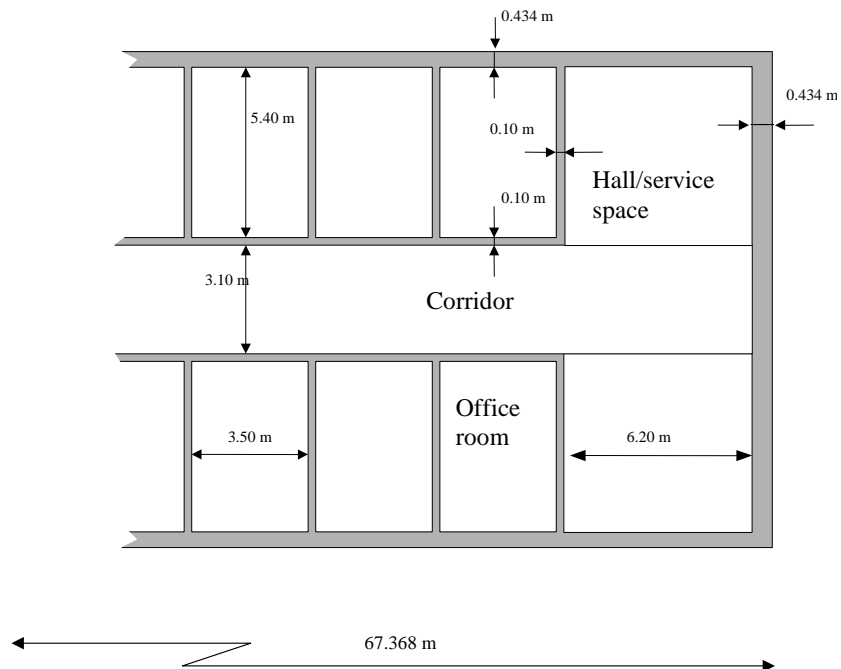 0.434 m
0.434 m
5.40 m
0.10 m
Hall/service
space
0.10 m
3.10 m
Corridor
Office
room
3.50 m
6.20 m
67.368 m